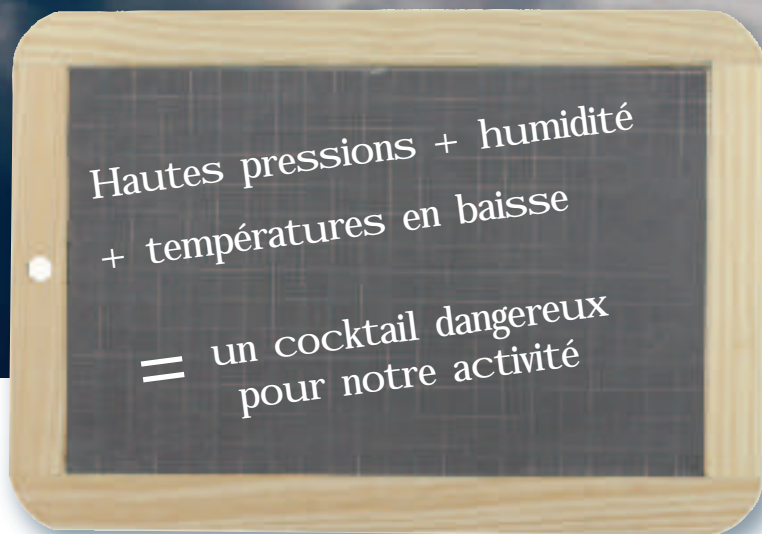 Hautes pressions + humidité
+ températures en baisse
= un cocktail dangereux
pour notre activité